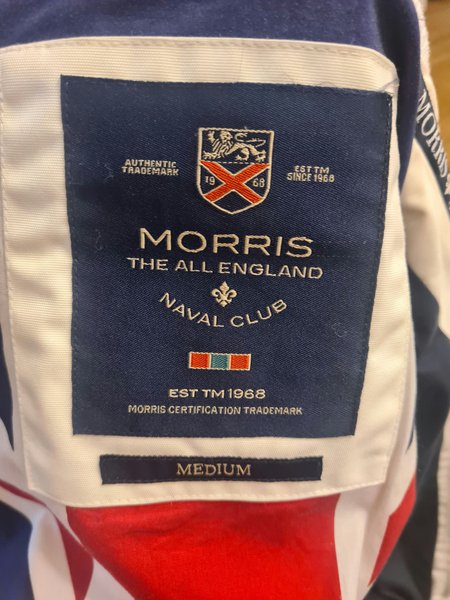 AUTHENTIC
TRADEMARK
EST TM
SINCE 1968
19 68
MORRIS
THE ALL ENGLAND
NAVAL CLUB
EST TM 1968
MORRIS CERTIFICATION TRADEMARK
MEDIUM
MORRIS